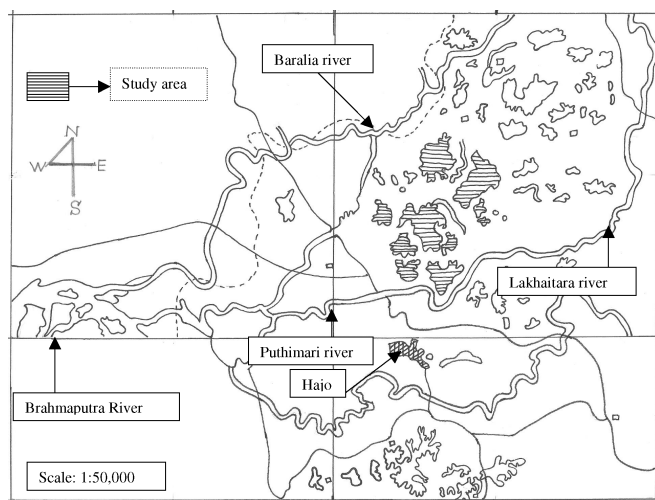 Baralia river
Study area
N
W E
S
Lakhaitara river
Puthimari river
Hajo
Brahmaputra River
Scale: 1:50,000